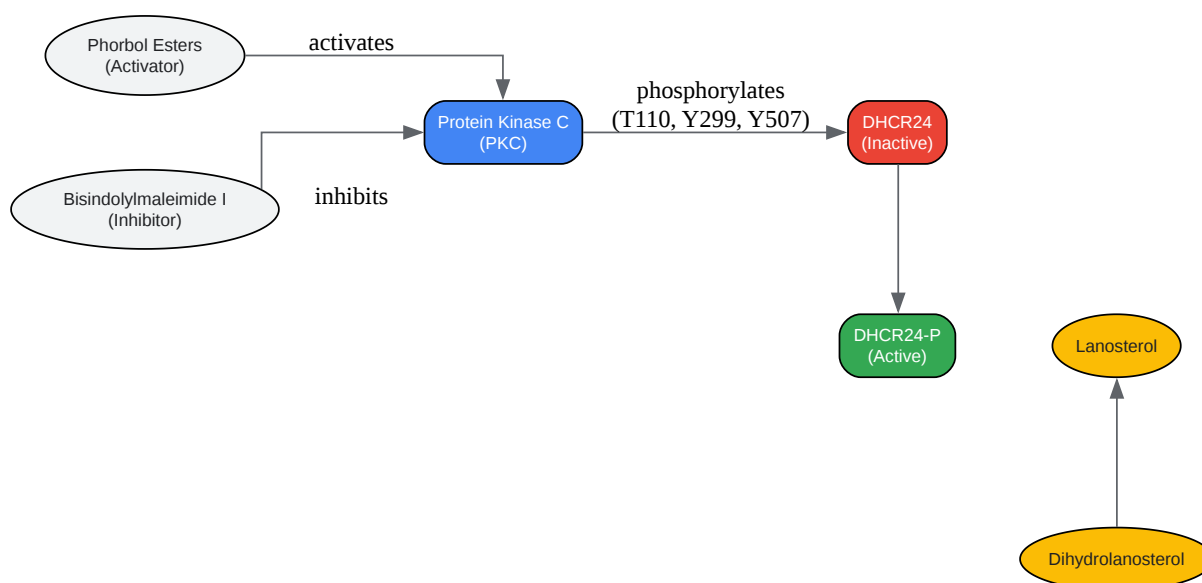 Phorbol Esters
(Activator)
activates
Protein Kinase C
(PKC)
phosphorylates
(T110, Y299, Y507)
DHCR24
(Inactive)
Bisindolylmaleimide I
(Inhibitor)
inhibits
DHCR24-P
(Active)
Lanosterol
Dihydrolanosterol